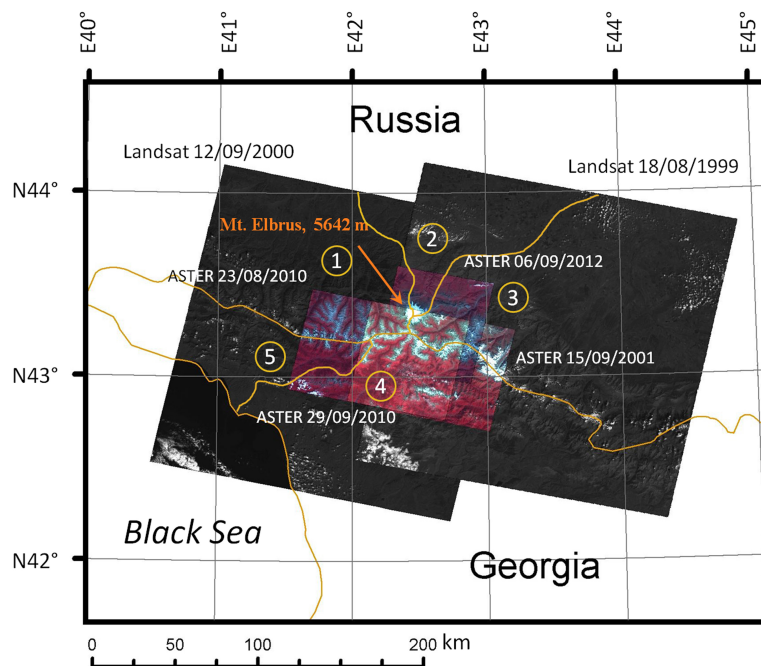 E40° E41° E42° E43° E44° E45°
Russia
Landsat 12/09/2000
Landsat 18/08/1999
N44°
Mt. Elbrus, 5642 m
2
1
ASTER 06/09/2012
ASTER 23/08/2010
3
5
ASTER 15/09/2001
N43°
4
ASTER 29/09/2010
Black Sea
N42°
Georgia
0 50 100 200 km